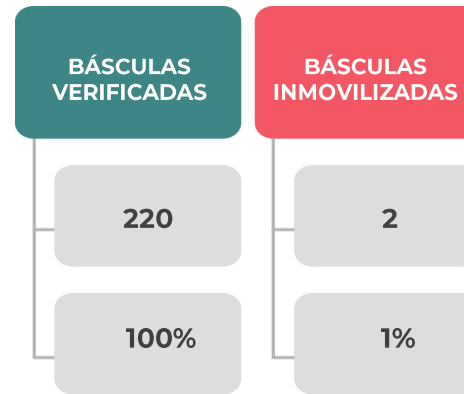 BÁSCULAS
VERIFICADAS
220
100%
BÁSCULAS
INMOVILIZADAS
2
1%